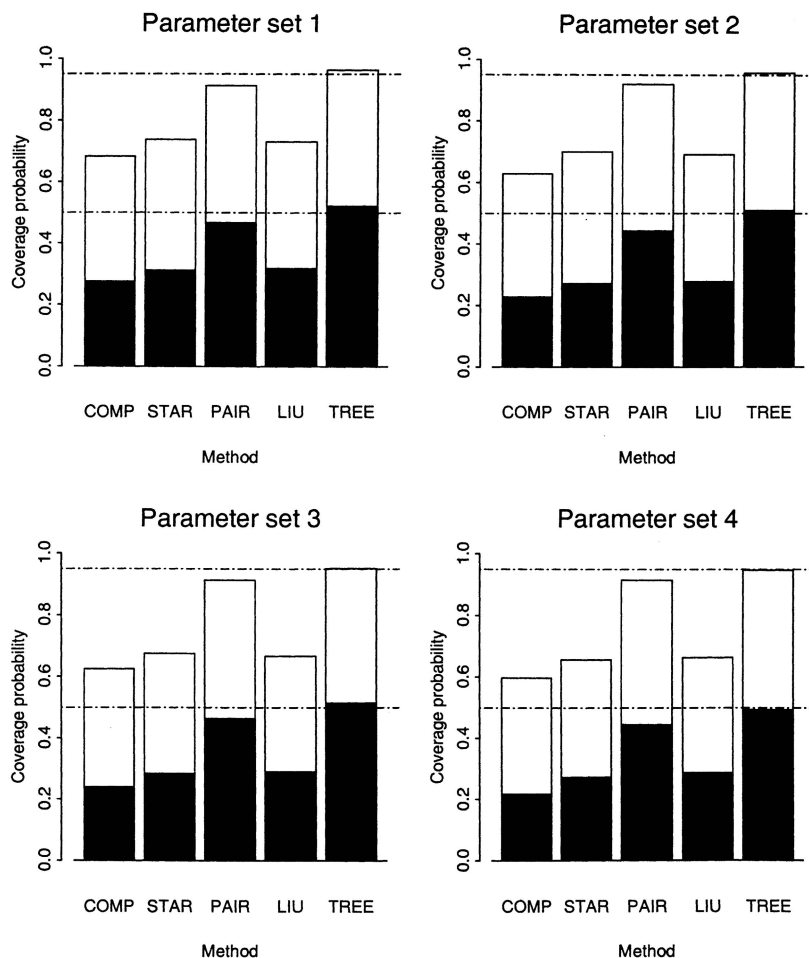 Parameter set 1
Coverage probability
0.0 0.2 0.4 0.6 0.8 1.0
COMP STAR PAIR LIU TREE
Method
Parameter set 2
Coverage probability
0.0 0.2 0.4 0.6 0.8 1.0
COMP STAR PAIR LIU TREE
Method
Parameter set 3
Coverage probability
0.0 0.2 0.4 0.6 0.8 1.0
COMP STAR PAIR LIU TREE
Method
Parameter set 4
Coverage probability
0.0 0.2 0.4 0.6 0.8 1.0
COMP STAR PAIR LIU TREE
Method